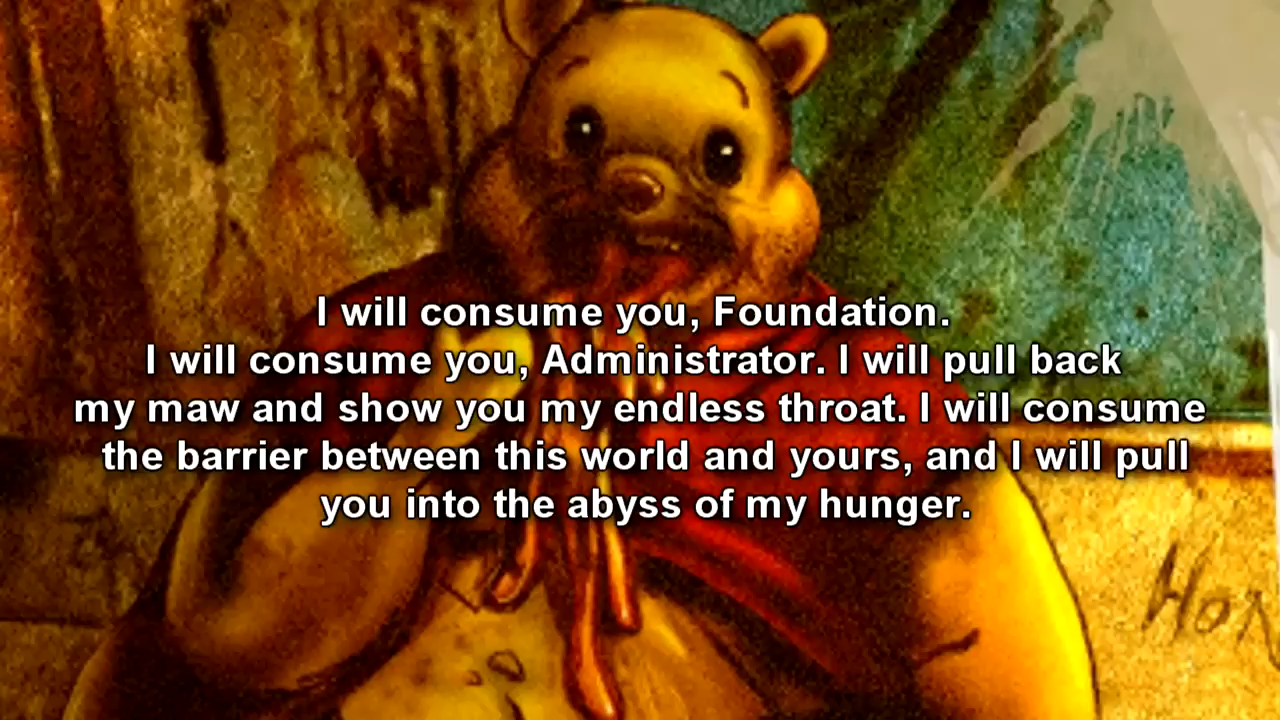 I will consume you, Foundation.
I will consume you, Administrator. I will pull back
my maw and show you my endless throat. I will consume
the barrier between this world and yours, and I will pull
you into the abyss of my hunger.